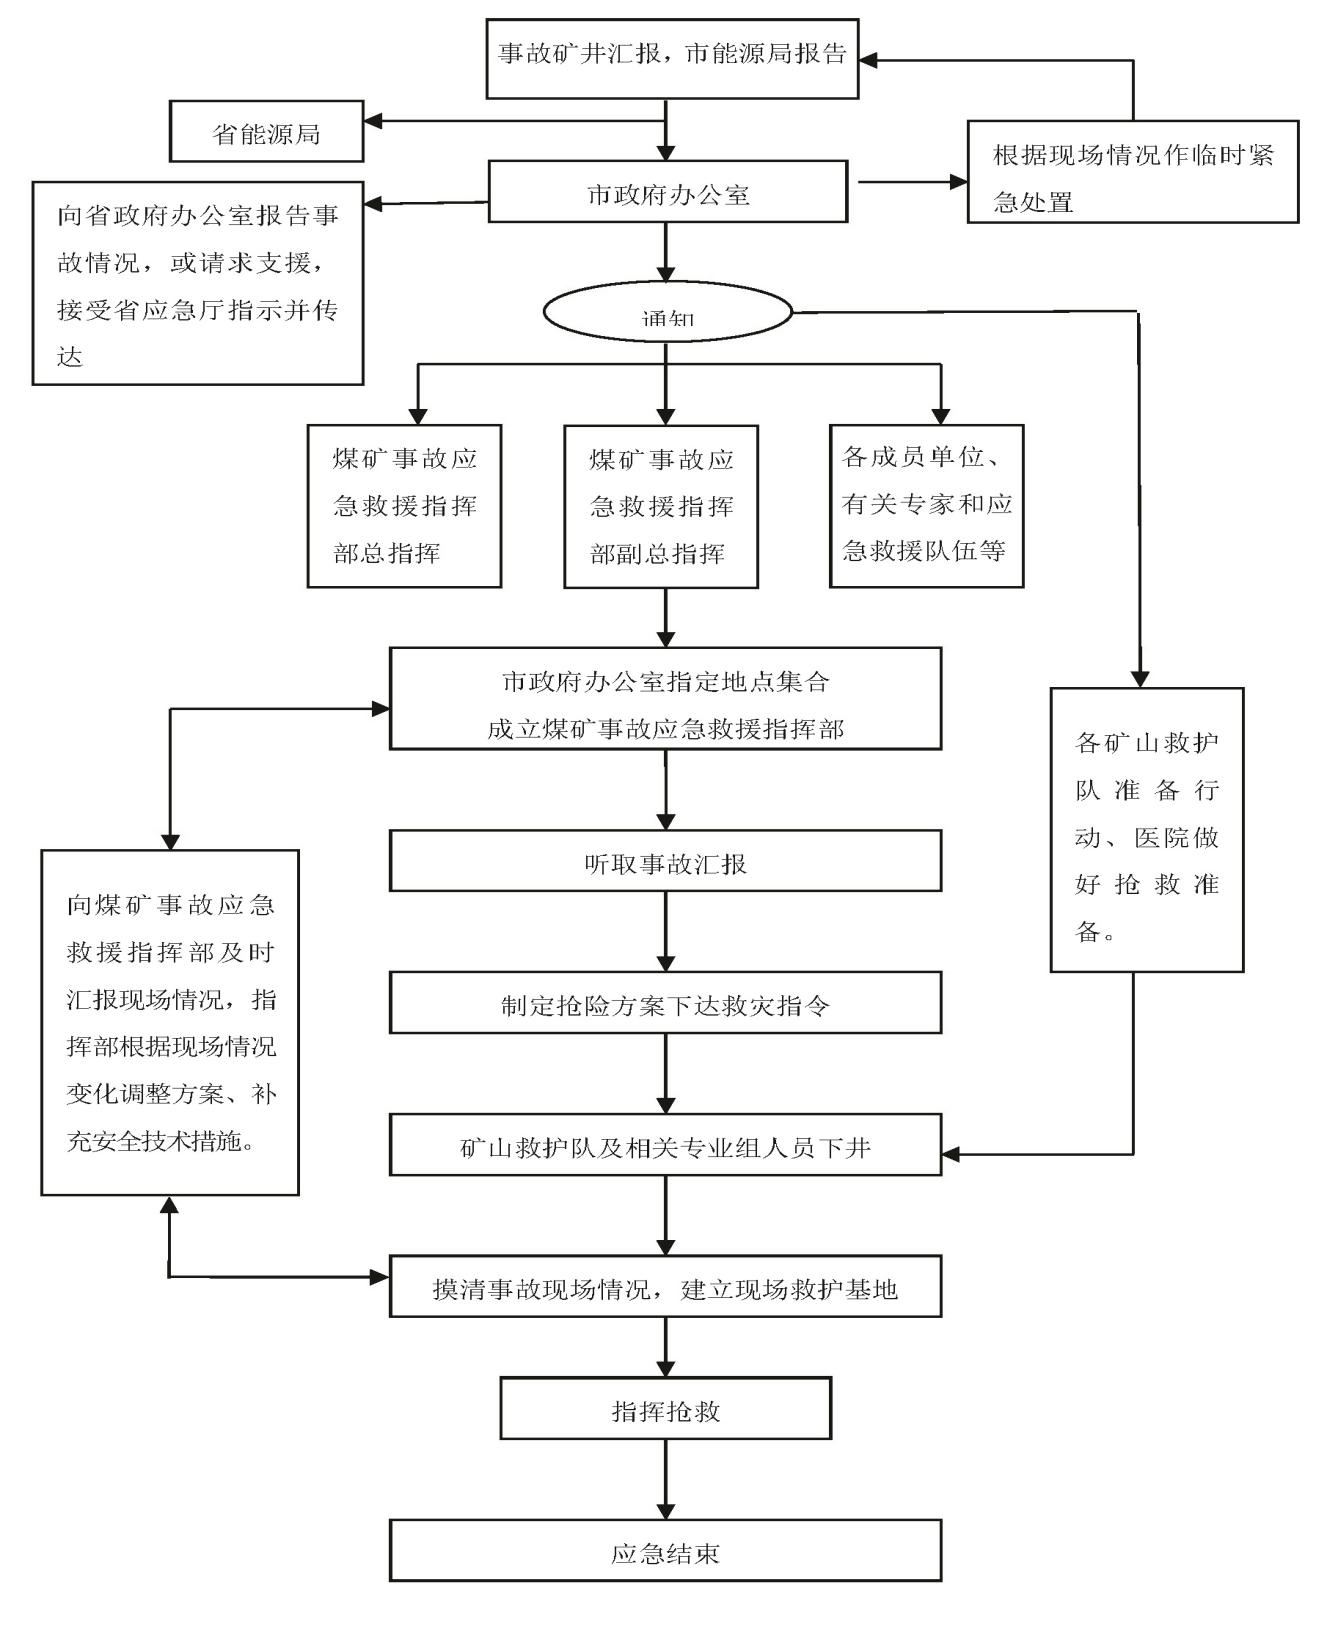 事故矿井汇报，市能源局报告
省能源局
根据现场情况作临时紧
急处置
市政府办公室
向省政府办公室报告事
故情况，或请求支援，
接受省应急厅指示并传
达
通知
煤矿事故应
急救援指挥
部总指挥
煤矿事故应
急救援指挥
部副总指挥
各成员单位、
有关专家和应
急救援队伍等
市政府办公室指定地点集合
成立煤矿事故应急救援指挥部
各矿山救护
队准备行
动、医院做
好抢救准
备。
听取事故汇报
向煤矿事故应急
救援指挥部及时
汇报现场情况，指
挥部根据现场情况
变化调整方案、补
充安全技术措施。
制定抢险方案下达救灾指令
矿山救护队及相关专业组人员下井
摸清事故现场情况，建立现场救护基地
指挥抢救
应急结束